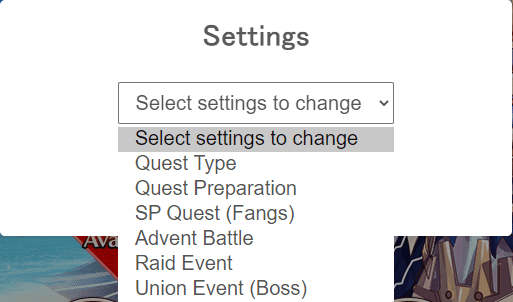 Settings
Select settings to change
Select settings to change
Quest Type
Quest Preparation
SP Quest (Fangs)
Advent Battle
Raid Event
Union Event (Boss)